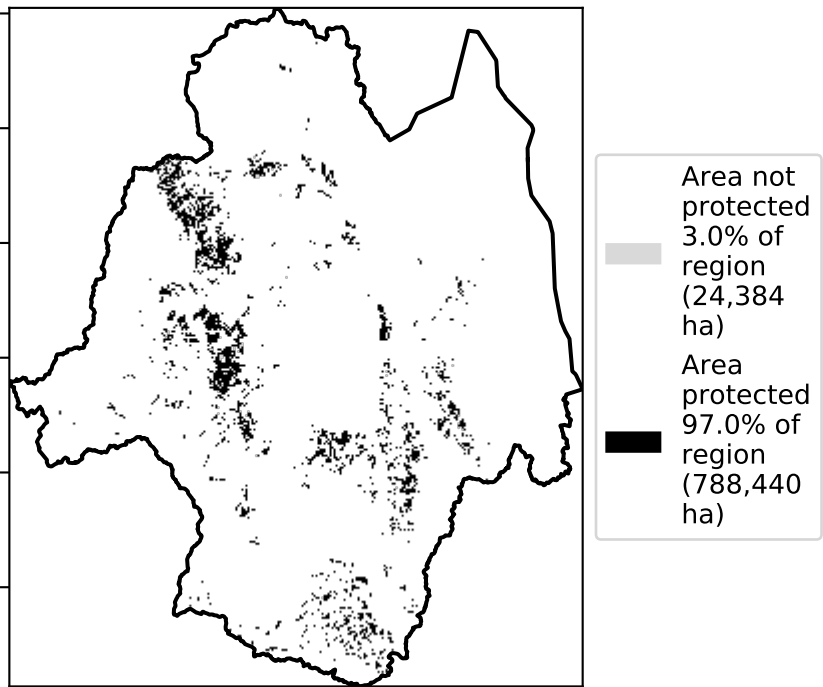 Area not
protected
3.0% of
region
(24,384
ha)
Area
protected
97.0% of
region
(788,440
ha)